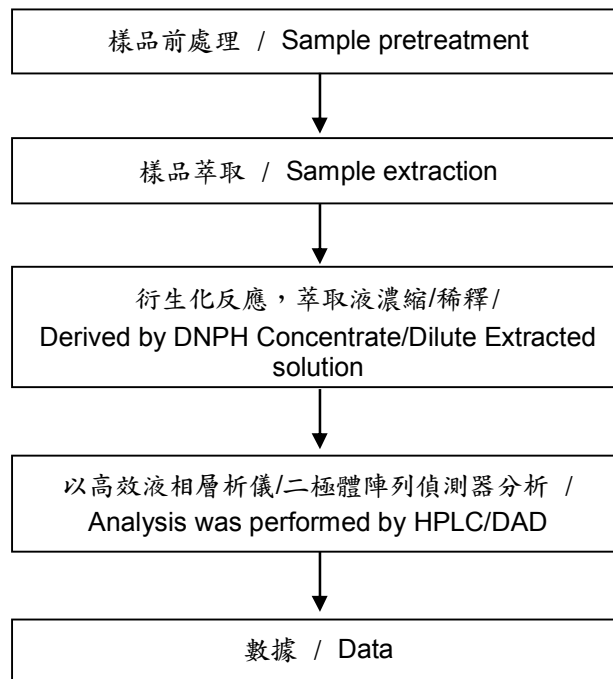 樣品前處理 / Sample pretreatment
樣品萃取 / Sample extraction
衍生化反應，萃取液濃縮/稀釋/
Derived by DNPH Concentrate/Dilute Extracted
solution
以高效液相層析儀/二極體陣列偵測器分析 /
Analysis was performed by HPLC/DAD
數據 / Data